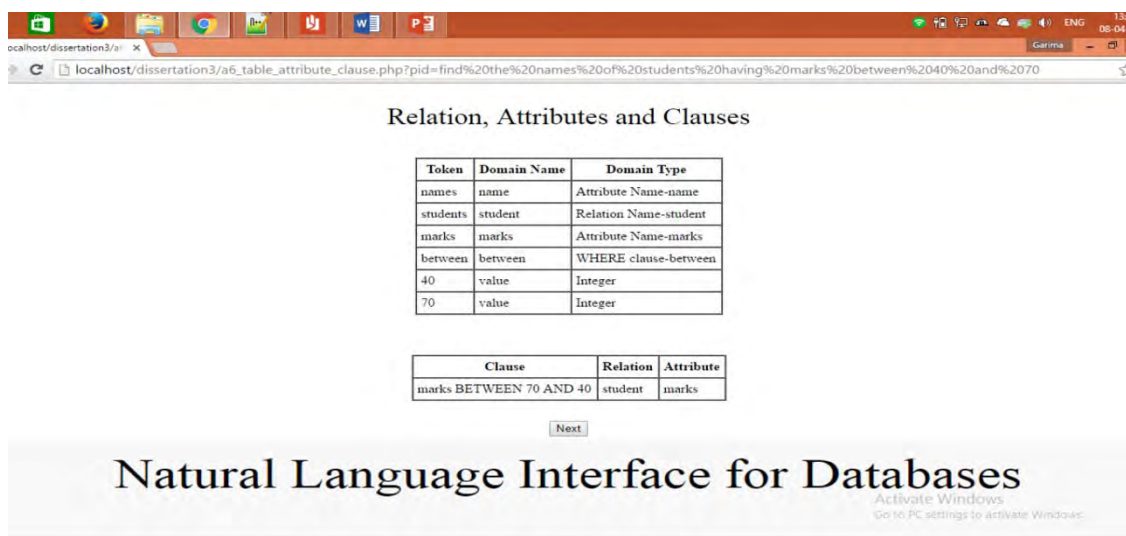 ENG
13:
08-04
ocalhost/dissertation3/a
Garima
localhost/dissertation3/a6_table_attribute_clause.php?pid=find%20the%20names%20of%20students%20having%20marks%20between%2040%20and%2070
Relation, Attributes and Clauses
Token Domain Name Domain Type
names name Attribute Name-name
students student Relation Name-student
marks marks Attribute Name-marks
between between WHERE clause-between
40 value Integer
70 value Integer
Clause Relation Attribute
marks BETWEEN 70 AND 40 student marks
Next
Natural Language Interface for Databases
Activate Windows
Go to PC settings to activate Windows.